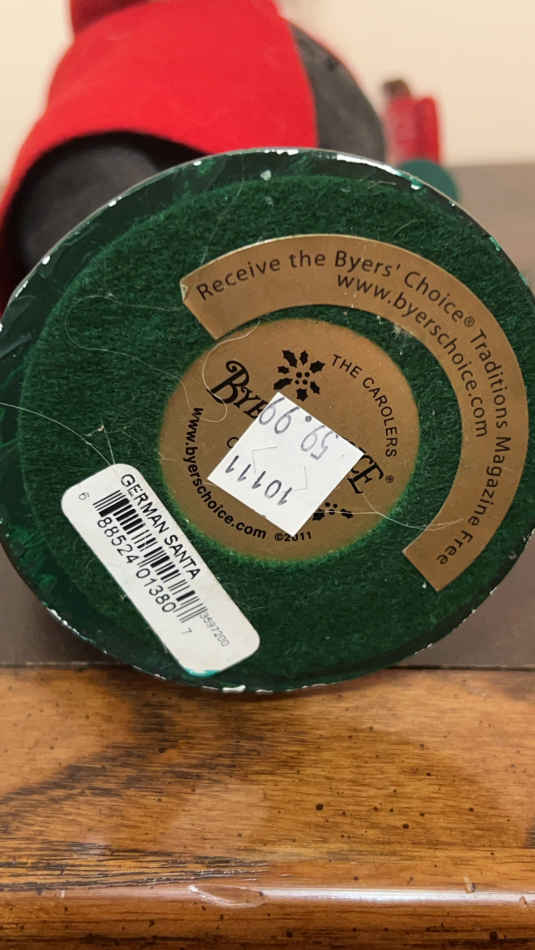 Receive the Byers' Choice® Traditions Magazine Free
www.byerschoice.com
THE CAROLERS
®
www.byerschoice.com ©2011
59.99
10111
GERMAN SANTA
6 88524 01380 7